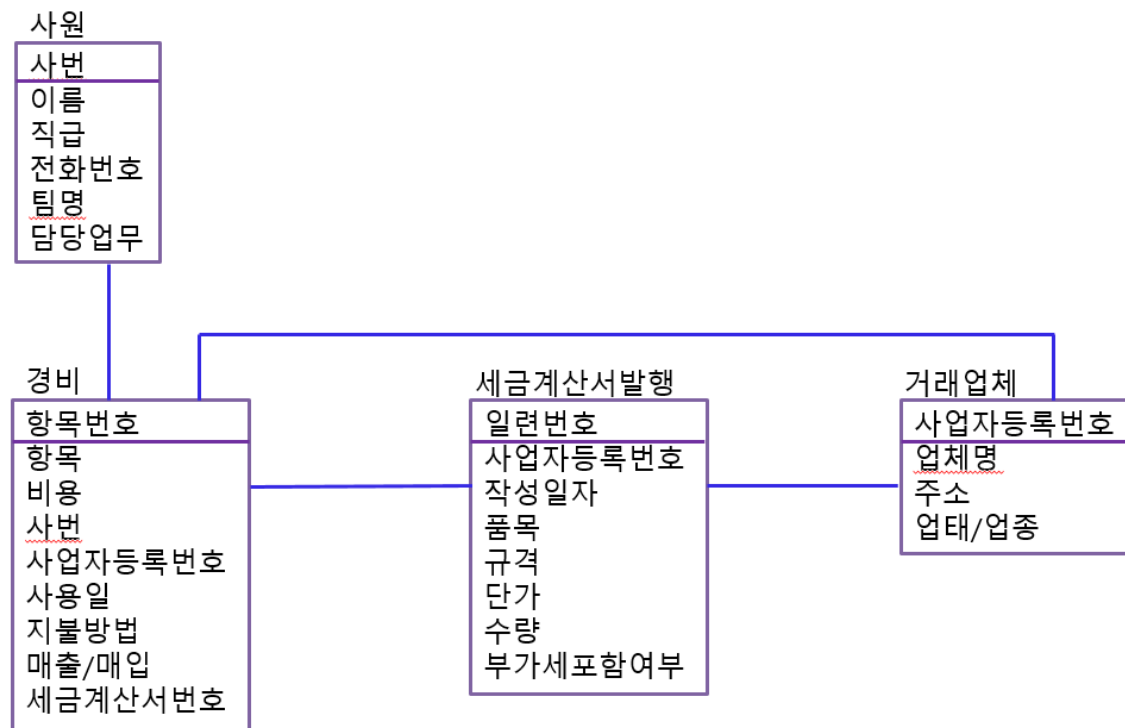 사원
사번
이름
직급
전화번호
팀명
담당업무
경비
항목번호
항목
비용
사번
사업자등록번호
사용일
지불방법
매출/매입
세금계산서번호
세금계산서발행
일련번호
사업자등록번호
작성일자
품목
규격
단가
수량
부가세포함여부
거래업체
사업자등록번호
업체명
주소
업태/업종